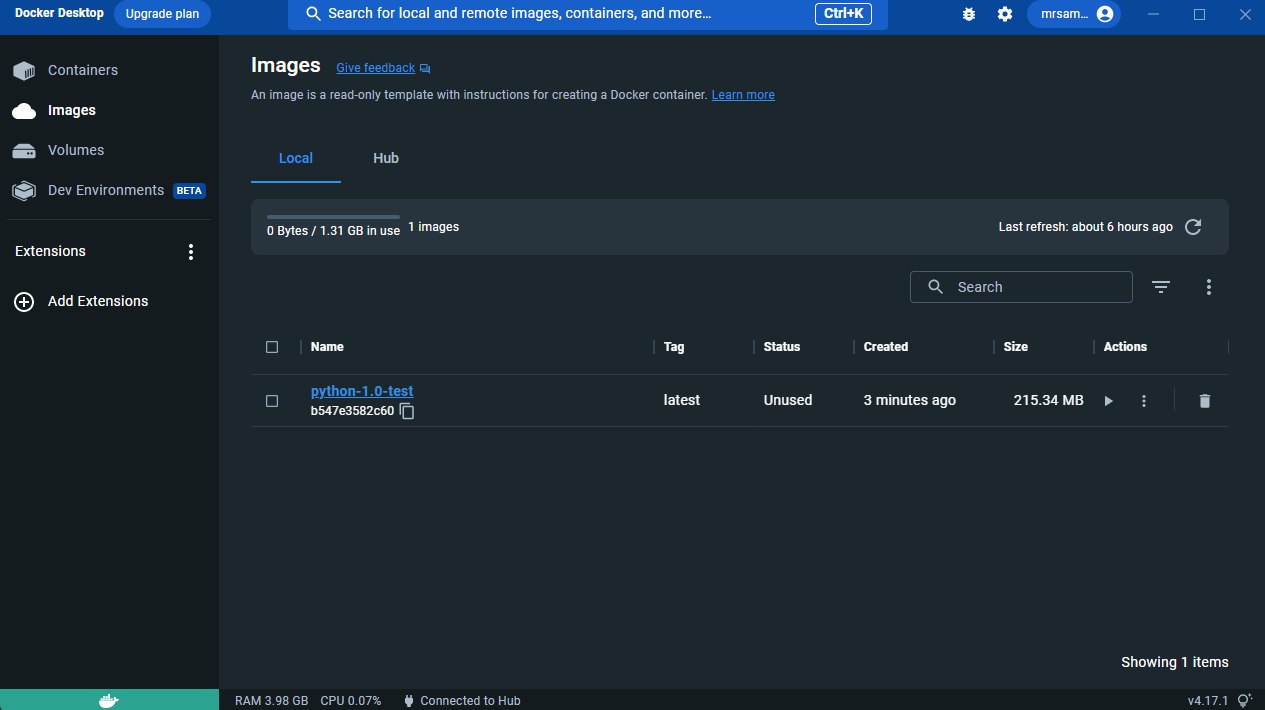 Docker Desktop Upgrade plan Search for local and remote images, containers, and more... Ctrl+K mrsam...
Containers
Images
Volumes
Dev Environments BETA
Extensions
Add Extensions
Images Give feedback
An image is a read-only template with instructions for creating a Docker container. Learn more
Local Hub
0 Bytes / 1.31 GB in use 1 images Last refresh: about 6 hours ago
Search
Name Tag Status Created Size Actions
python-1.0-test
b547e3582c60
latest Unused 3 minutes ago 215.34 MB
Showing 1 items
RAM 3.98 GB CPU 0.07% Connected to Hub v4.17.1